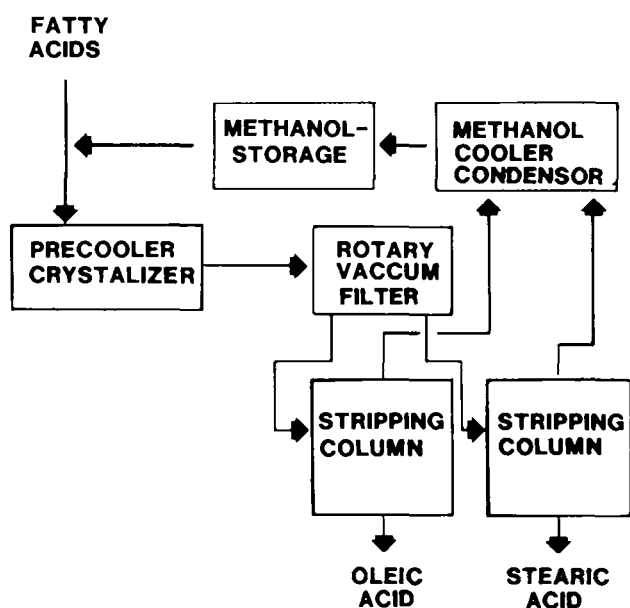 FATTY
ACIDS
METHANOL-
STORAGE
METHANOL
COOLER
CONDENSOR
PRECOOLER
CRYSTALIZER
ROTARY
VACCUM
FILTER
STRIPPING
COLUMN
STRIPPING
COLUMN
OLEIC
ACID
STEARIC
ACID